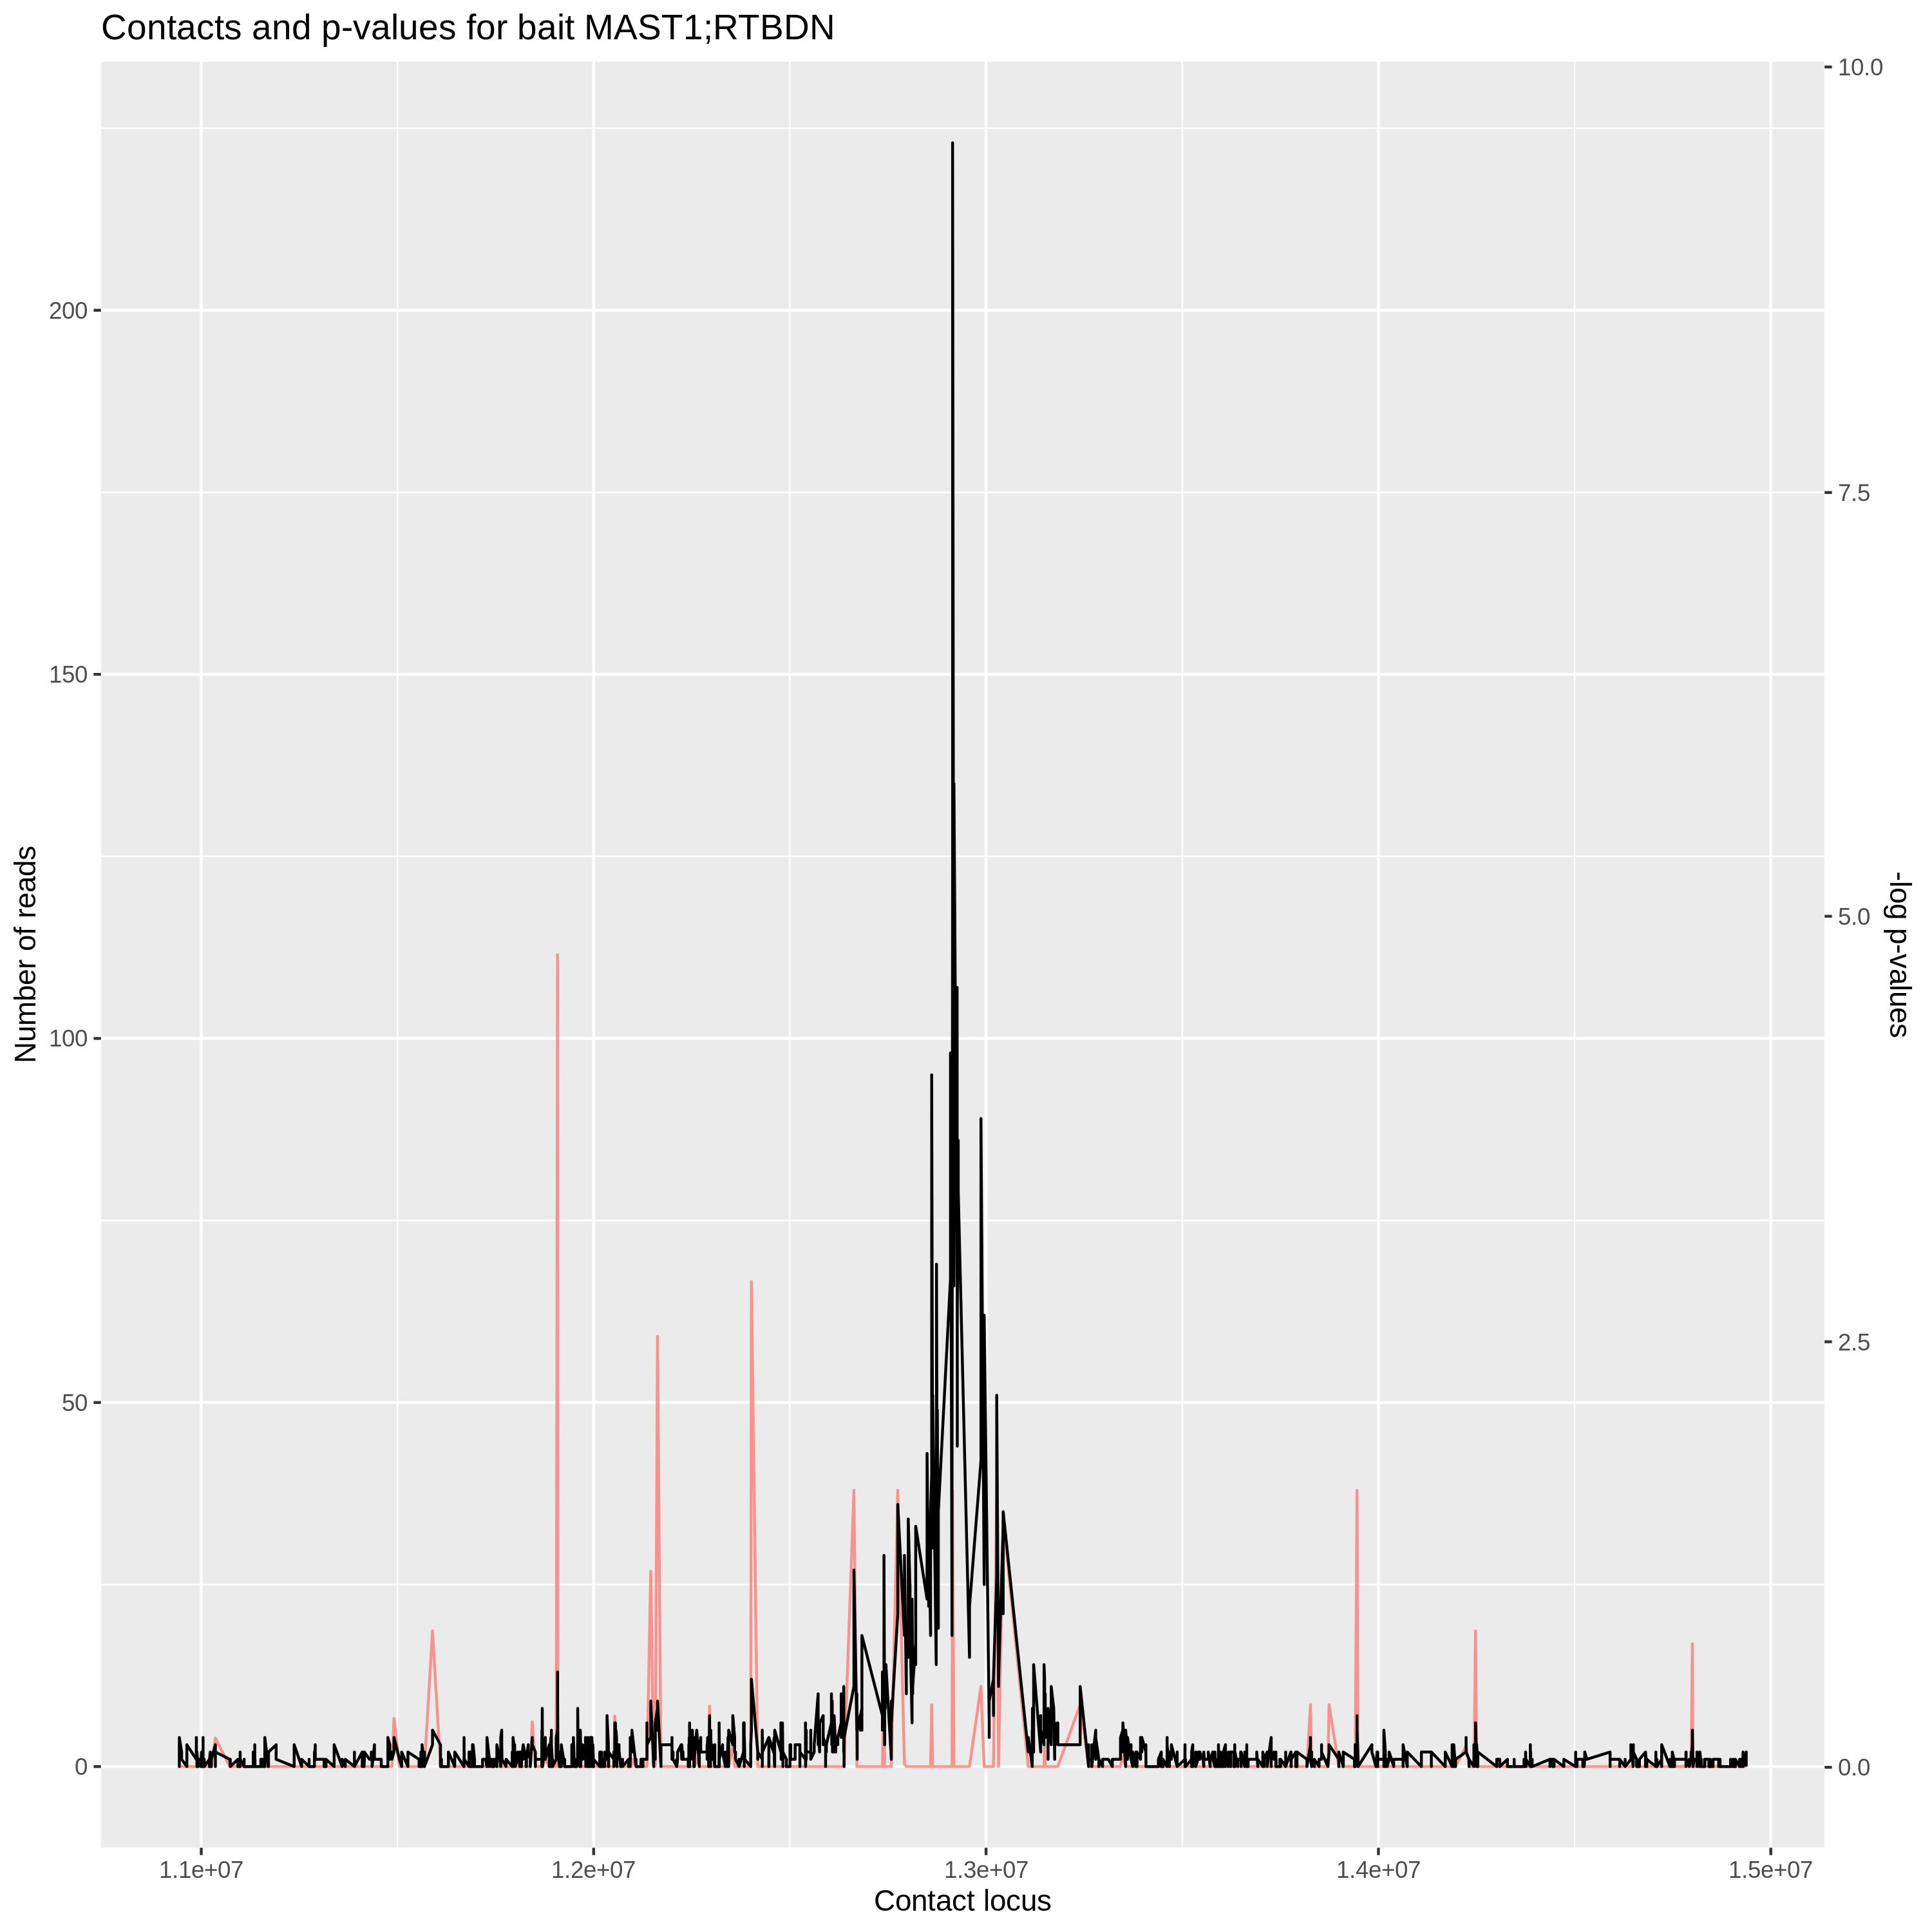 Contacts and p-values for bait MAST1;RTBDN
10.0
200
7.5
150
Number of reads
5.0
-log p-values
100
2.5
50
0
0.0
1.1e+07
1.2e+07
1.3e+07
1.4e+07
1.5e+07
Contact locus